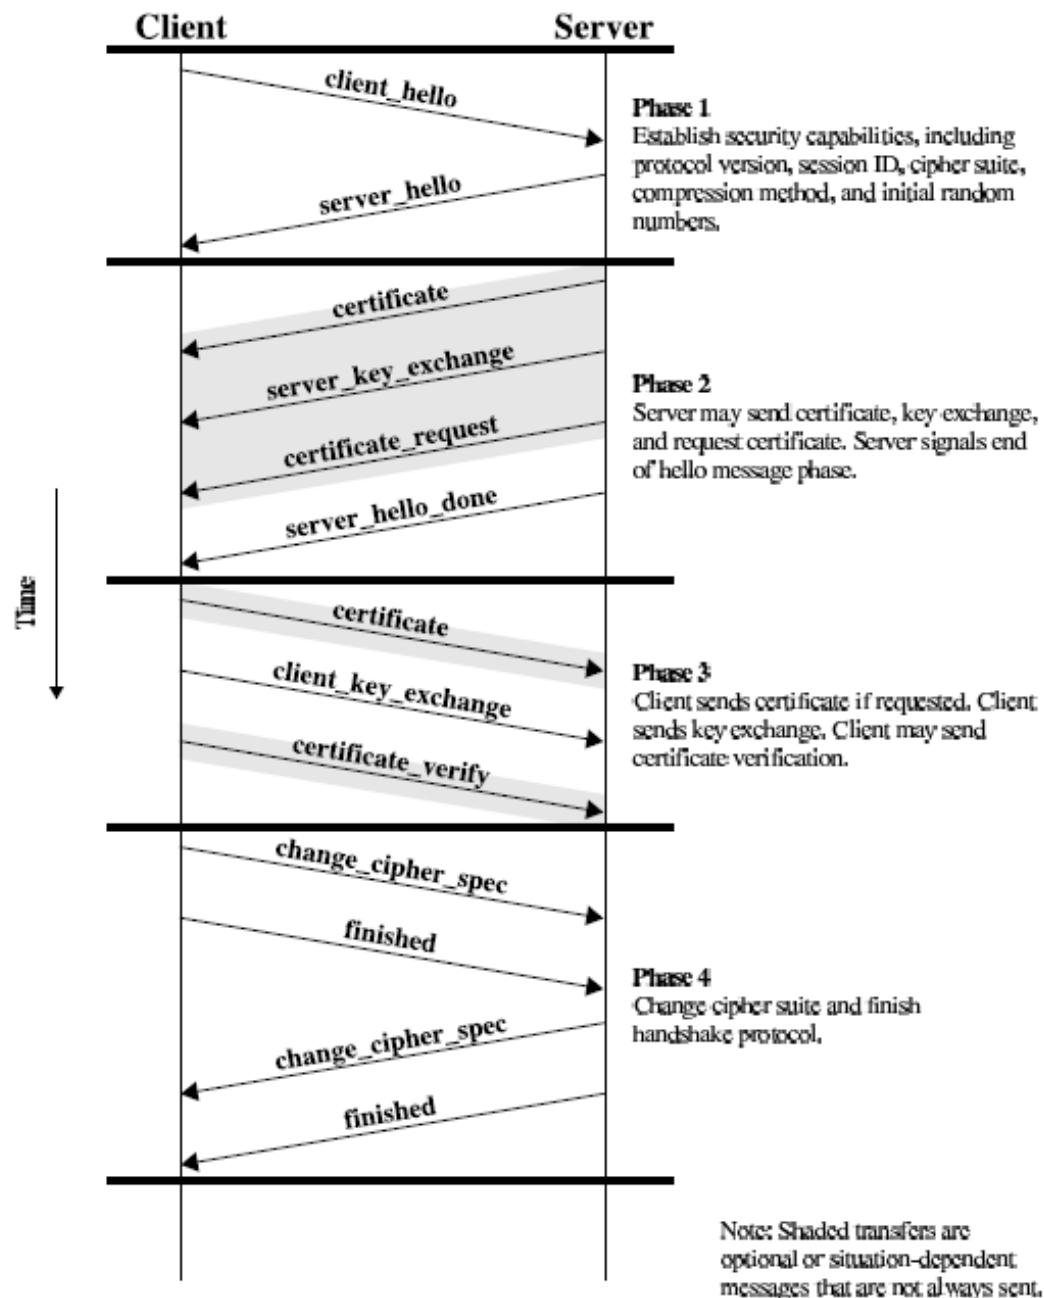 Client Server
client_hello
server_hello
Phase 1
Establish security capabilities, including
protocol version, session ID, cipher suite,
compression method, and initial random
numbers.
certificate
server_key_exchange
certificate_request
server_hello_done
Phase 2
Server may send certificate, key exchange,
and request certificate. Server signals end
of hello message phase.
Time
certificate
client_key_exchange
certificate_verify
Phase 3
Client sends certificate if requested. Client
sends key exchange. Client may send
certificate verification.
change_cipher_spec
finished
change_cipher_spec
finished
Phase 4
Change cipher suite and finish
handshake protocol.
Note: Shaded transfers are
optional or situation-dependent
messages that are not always sent.